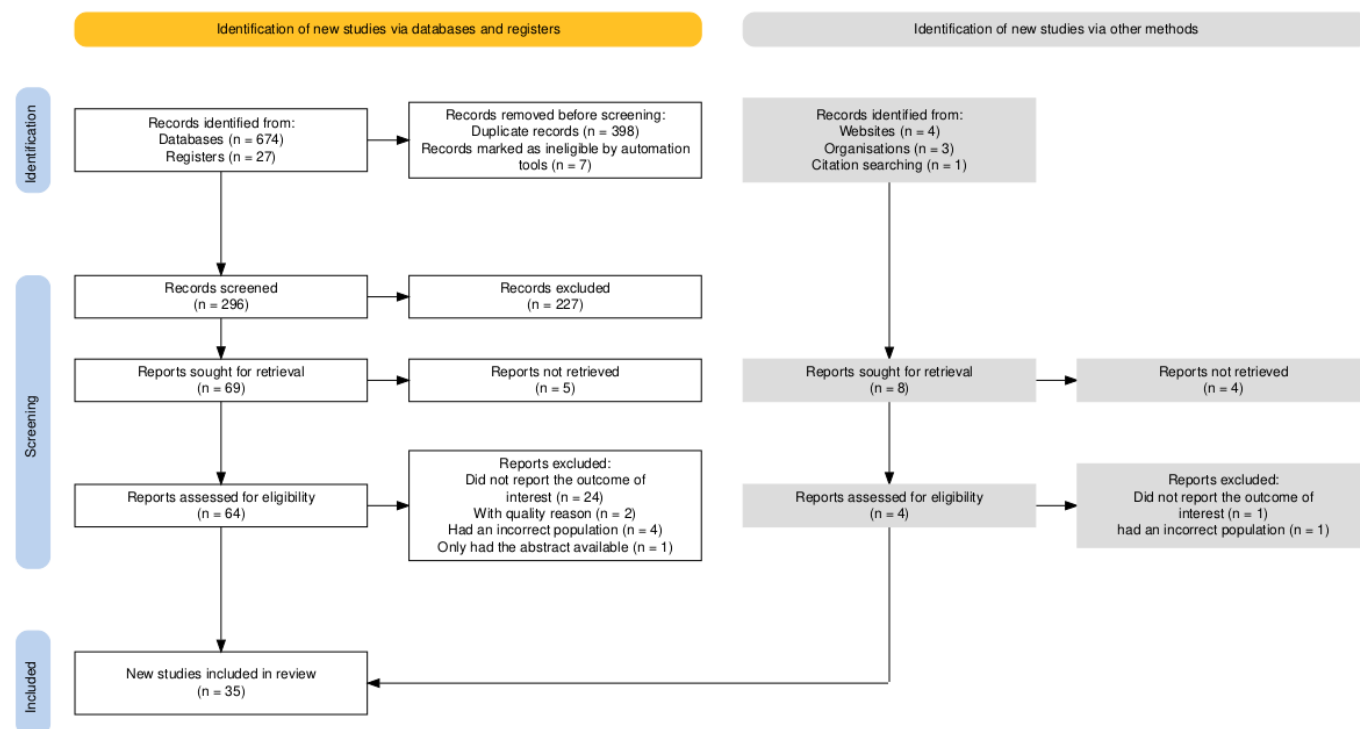 Identification of new studies via databases and registers
Identification of new studies via other methods
Identification
Records identified from:
Databases (n = 674)
Registers (n = 27)
Records removed before screening:
Duplicate records (n = 398)
Records marked as ineligible by automation
tools (n = 7)
Records identified from:
Websites (n = 4)
Organisations (n = 3)
Citation searching (n = 1)
Screening
Records screened
(n = 296)
Records excluded
(n = 227)
Reports sought for retrieval
(n = 69)
Reports not retrieved
(n = 5)
Reports sought for retrieval
(n = 8)
Reports not retrieved
(n = 4)
Reports assessed for eligibility
(n = 64)
Reports excluded:
Did not report the outcome of
interest (n = 24)
With quality reason (n = 2)
Had an incorrect population (n = 4)
Only had the abstract available (n = 1)
Reports assessed for eligibility
(n = 4)
Reports excluded:
Did not report the outcome of
interest (n = 1)
had an incorrect population (n = 1)
Included
New studies included in review
(n = 35)